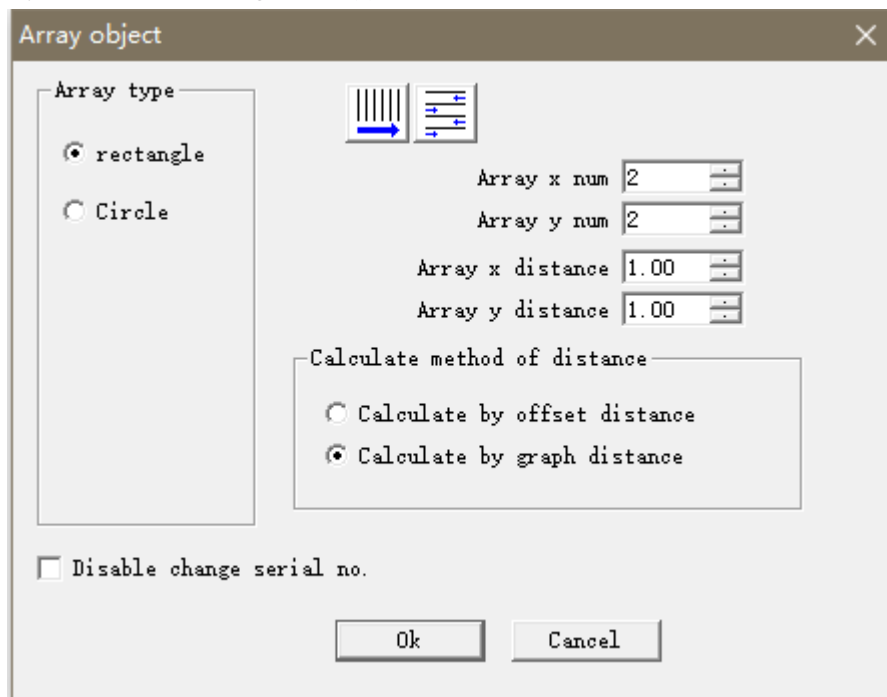 Array object
Array type
rectangle
Circle
Array x num 2
Array y num 2
Array x distance 1.00
Array y distance 1.00
Calculate method of distance
Calculate by offset distance
Calculate by graph distance
Disable change serial no.
Ok Cancel